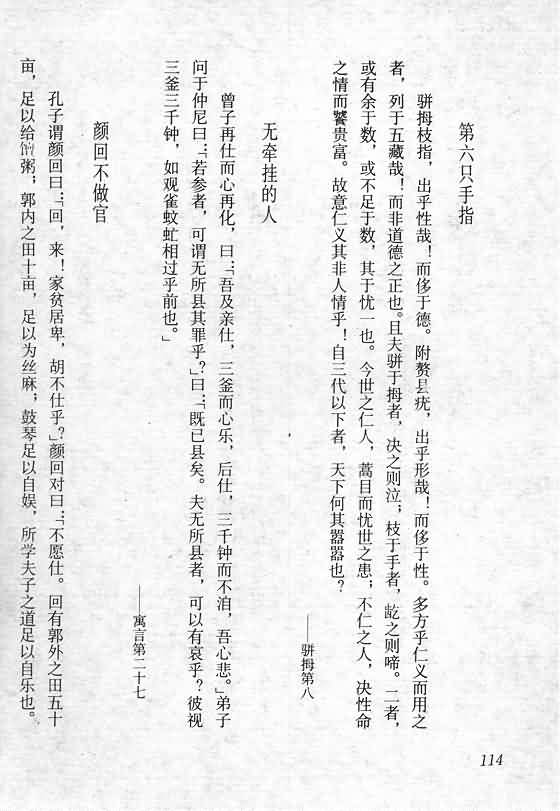 第六只手指
骈拇枝指，出乎性哉！而侈于德。附赘县疣，出乎形哉！而侈于性。多方乎仁义而用之
者，列于五藏哉！而非道德之正也。且夫骈于拇者，决之则泣；枝于手者，龁之则啼。二者，
或有余于数，或不足于数，其于忧一也。今世之仁人，蒿目而忧世之患；不仁之人，决性命
之情而饕贵富。故意仁义其非人情乎！自三代以下者，天下何其嚣嚣也？
——骈拇第八
无牵挂的人
曾子再仕而心再化，曰：「吾及亲仕，三釜而心乐，后仕，三千钟而不洎，吾心悲。」弟子
问于仲尼曰：「若参者，可谓无所县其罪乎？」曰：「既已县矣。夫无所县者，可以有哀乎？彼视
三釜三千钟，如观雀蚊虻相过乎前也。」
——寓言第二十七
颜回不做官
孔子谓颜回曰：「回，来！家贫居卑，胡不仕乎？」颜回对曰：「不愿仕。回有郭外之田五十
亩，足以给饘粥；郭内之田十亩，足以为丝麻；鼓琴足以自娱，所学夫子之道足以自乐也。
114